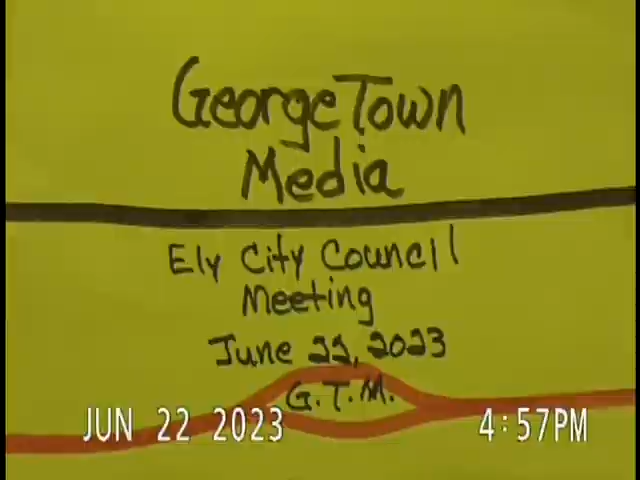 GeorgeTown
Media
Ely City Council
Meeting
June 22, 2023
G.T.M.
JUN 22 2023 4:57PM